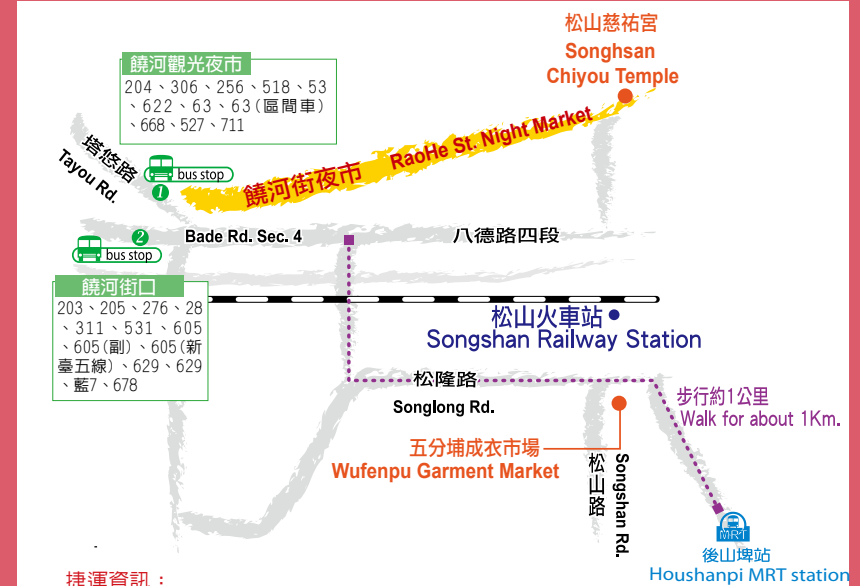 松山慈祐宮
Songhsan
Chiyou Temple
饒河觀光夜市
204、306、256、518、53
、622、63、63(區間車)
、668、527、711
塔悠路
Tayou Rd.
bus stop
1
饒河街夜市 RaoHe St. Night Market
2
Bade Rd. Sec. 4
八德路四段
bus stop
饒河街口
203、205、276、28
、311、531、605
、605(副)、605(新
臺五線)、629、629
、藍7、678
松山火車站
Songshan Railway Station
松隆路
Songlong Rd.
步行約1公里
Walk for about 1Km.
五分埔成衣市場
Wufenpu Garment Market
松山路
Songshan Rd.
MRT
後山埤站
Houshanpi MRT station
捷運資訊：